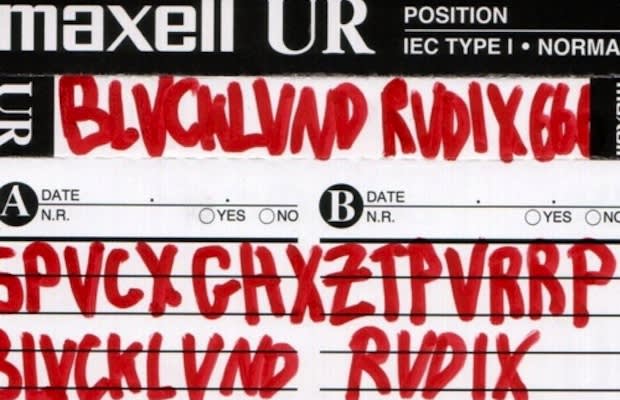 maxell UR POSITION
IEC TYPE I • NORMA
UR
BLVCKLVND RVDIX 666
A DATE . . B DATE . .
N.R. YES NO N.R. YES NO
SPVCX GHXZTPVRRP
BLVCKLVND RVDIX